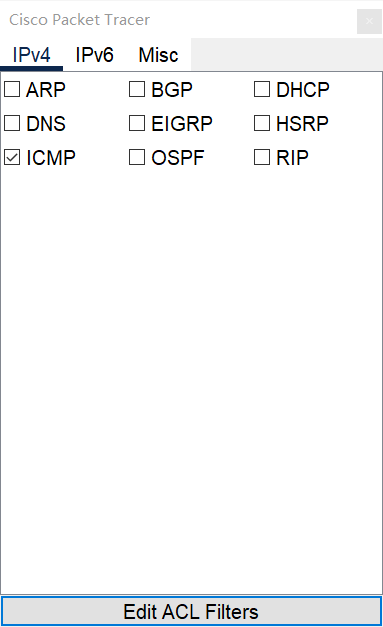 Cisco Packet Tracer
IPv4 IPv6 Misc
ARP BGP DHCP
DNS EIGRP HSRP
ICMP OSPF RIP
Edit ACL Filters